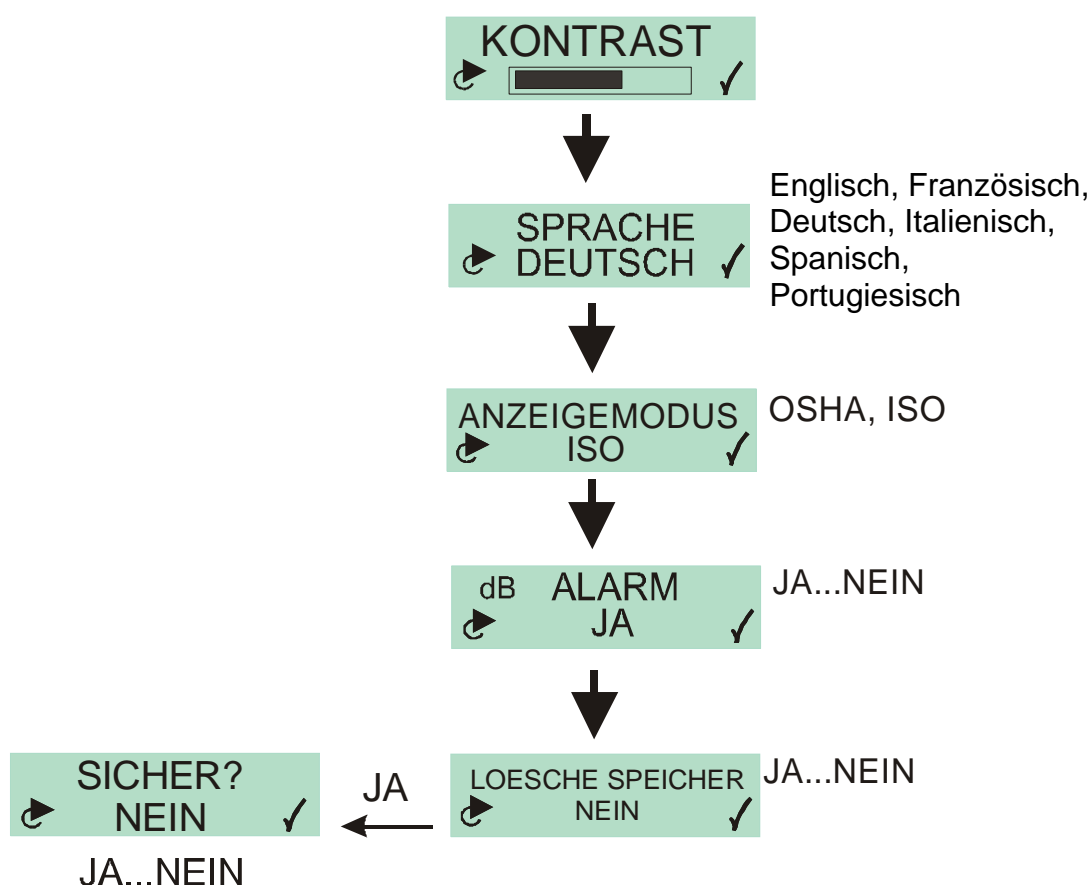 KONTRAST
SPRACHE
DEUTSCH
Englisch, Französisch,
Deutsch, Italienisch,
Spanisch,
Portugiesisch
ANZEIGEMODUS
ISO
OSHA, ISO
dB ALARM
JA
JA...NEIN
LOESCHE SPEICHER
NEIN
JA...NEIN
JA
SICHER?
NEIN
JA...NEIN